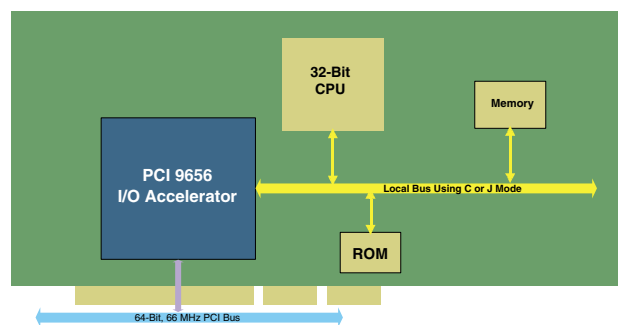 32-Bit
CPU
Memory
PCI 9656
I/O Accelerator
Local Bus Using C or J Mode
ROM
64-Bit, 66 MHz PCI Bus